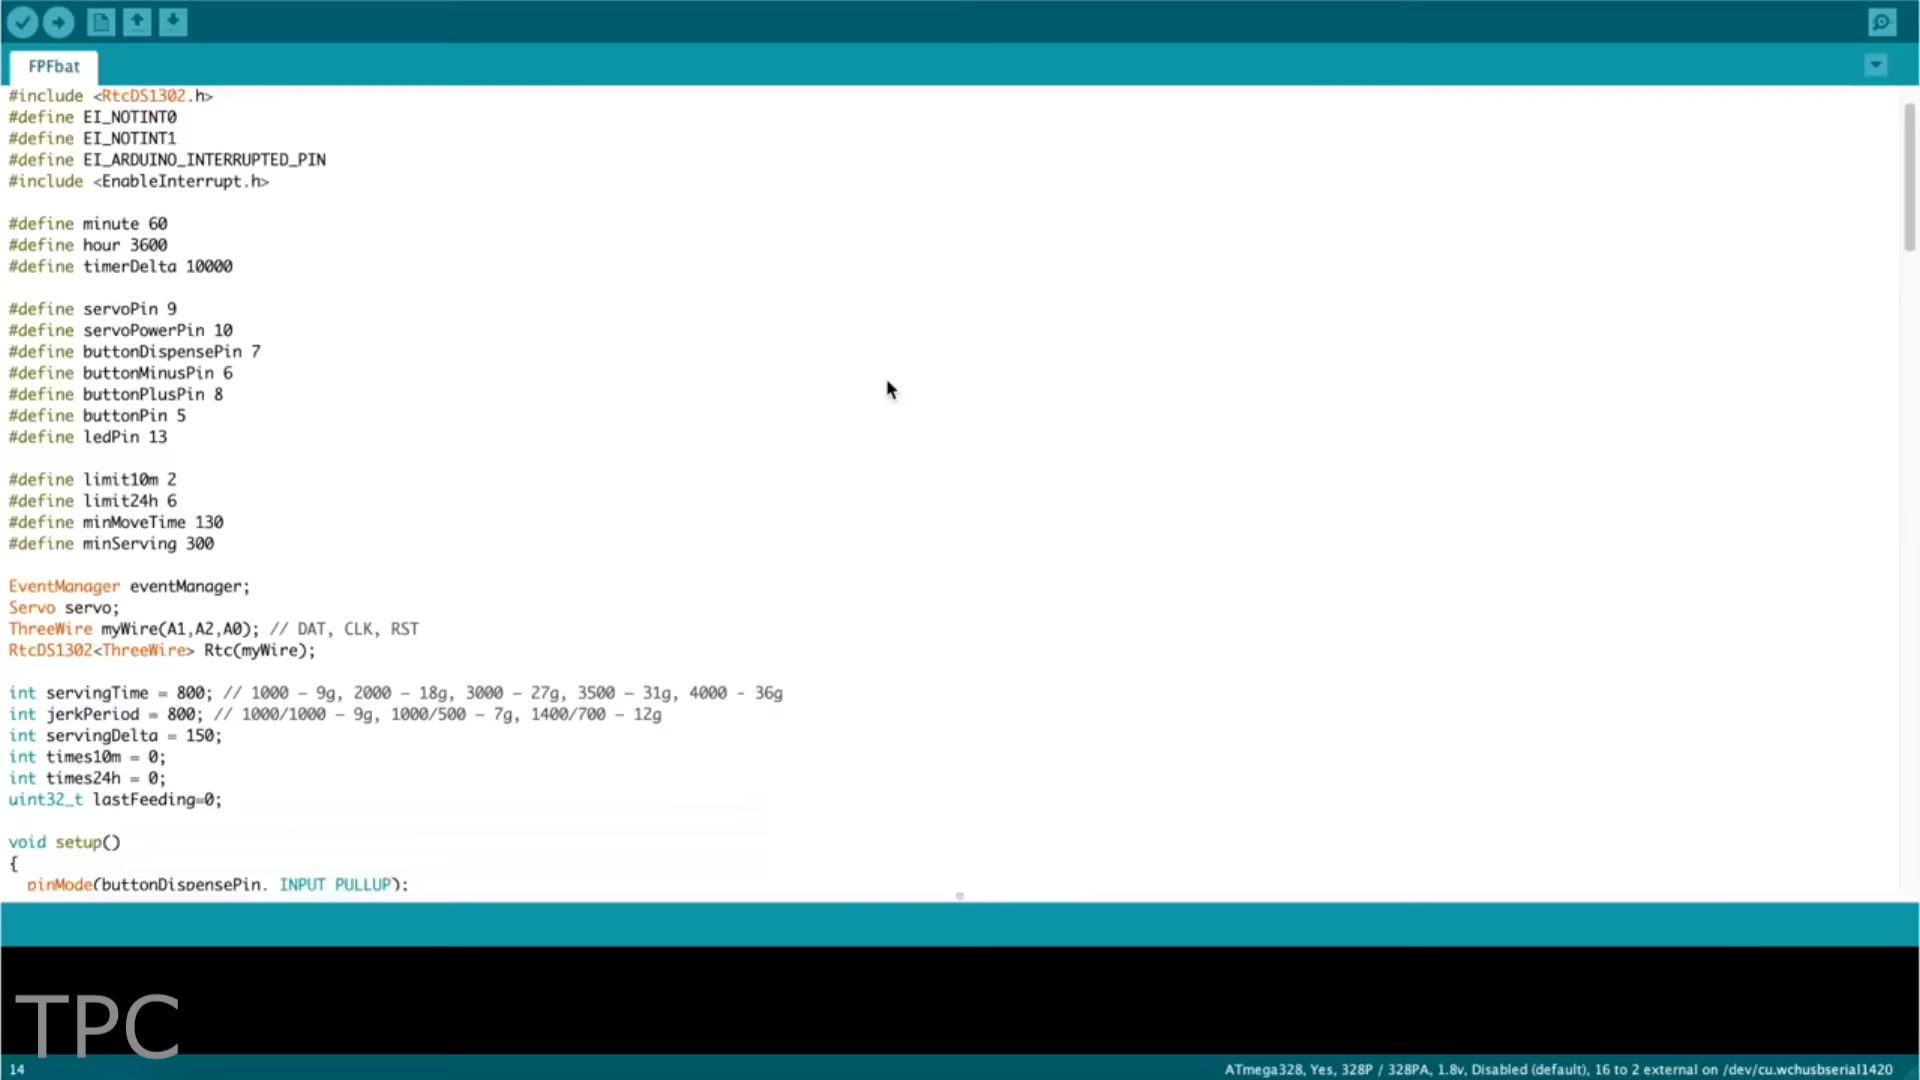 FPFbat
#include <RtcDS1302.h>
#define EI_NOTINT0
#define EI_NOTINT1
#define EI_ARDUINO_INTERRUPTED_PIN
#include <EnableInterrupt.h>
#define minute 60
#define hour 3600
#define timerDelta 10000
#define servoPin 9
#define servoPowerPin 10
#define buttonDispensePin 7
#define buttonMinusPin 6
#define buttonPlusPin 8
#define buttonPin 5
#define ledPin 13
#define limit10m 2
#define limit24h 6
#define minMoveTime 130
#define minServing 300
EventManager eventManager;
Servo servo;
ThreeWire myWire(A1,A2,A0); // DAT, CLK, RST
RtcDS1302<ThreeWire> Rtc(myWire);
int servingTime = 800; // 1000 – 9g, 2000 – 18g, 3000 – 27g, 3500 – 31g, 4000 - 36g
int jerkPeriod = 800; // 1000/1000 – 9g, 1000/500 – 7g, 1400/700 – 12g
int servingDelta = 150;
int times10m = 0;
int times24h = 0;
uint32_t lastFeeding=0;
void setup()
{
pinMode(buttonDispensePin, INPUT_PULLUP);
TPC
14
ATmega328, Yes, 328P / 328PA, 1.8v, Disabled (default), 16 to 2 external on /dev/cu.wchusbserial1420